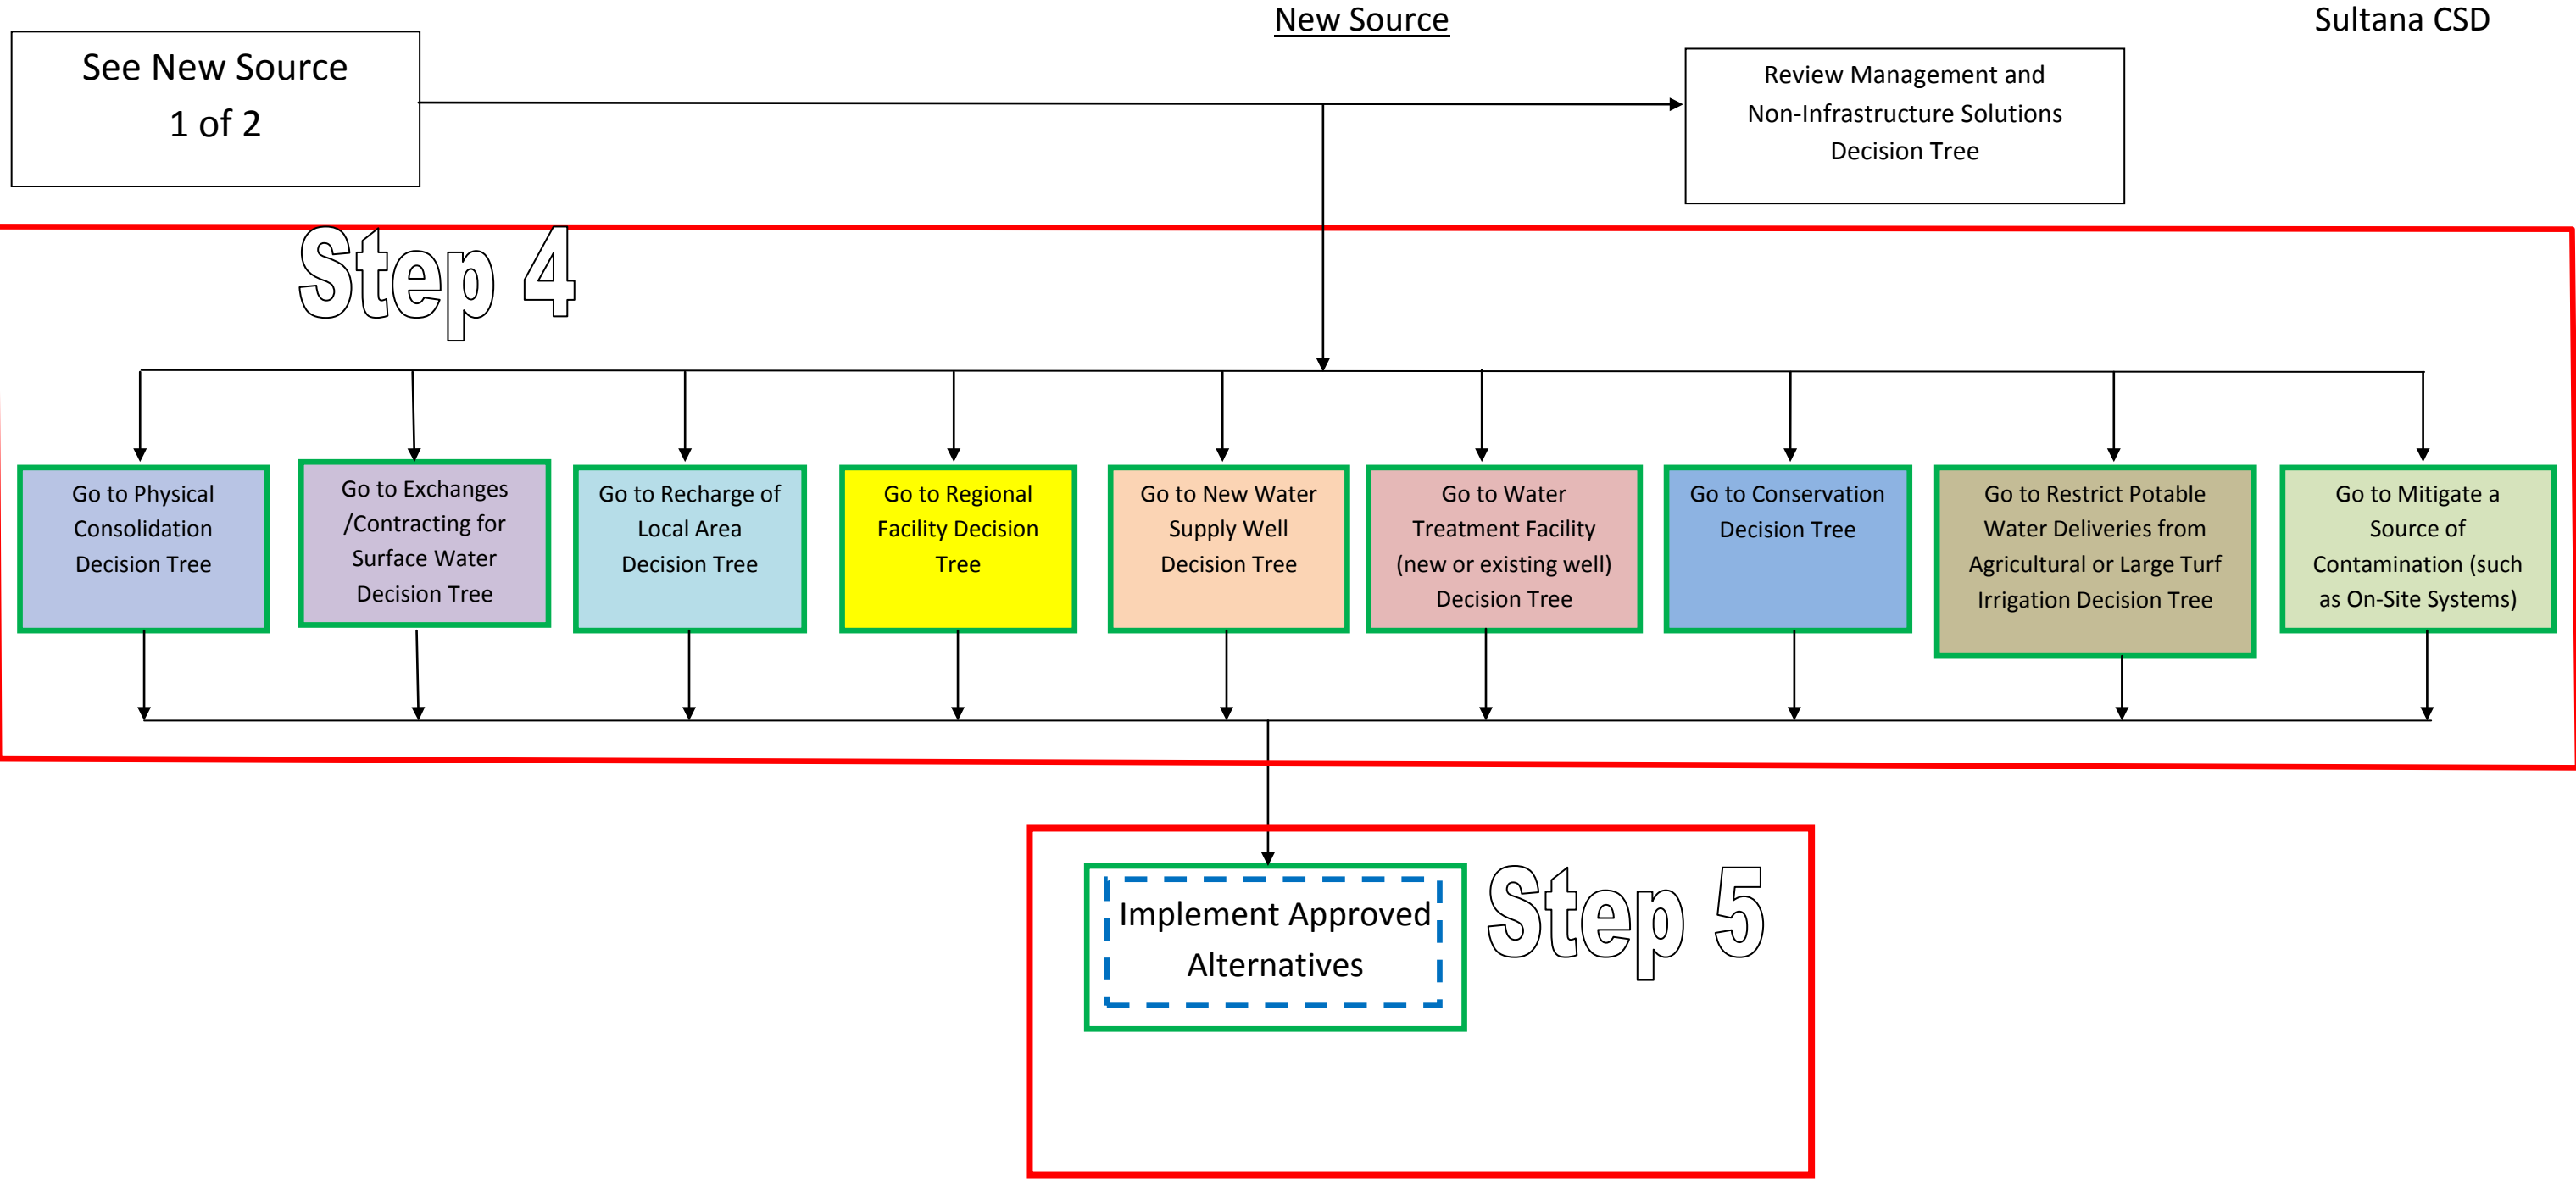 New Source
Sultana CSD
See New Source
1 of 2
Review Management and
Non-Infrastructure Solutions
Decision Tree
Step 4
Go to Physical
Consolidation
Decision Tree
Go to Exchanges
/Contracting for
Surface Water
Decision Tree
Go to Recharge of
Local Area
Decision Tree
Go to Regional
Facility Decision
Tree
Go to New Water
Supply Well
Decision Tree
Go to Water
Treatment Facility
(new or existing well)
Decision Tree
Go to Conservation
Decision Tree
Go to Restrict Potable
Water Deliveries from
Agricultural or Large Turf
Irrigation Decision Tree
Go to Mitigate a
Source of
Contamination (such
as On-Site Systems)
Implement Approved
Alternatives
Step 5